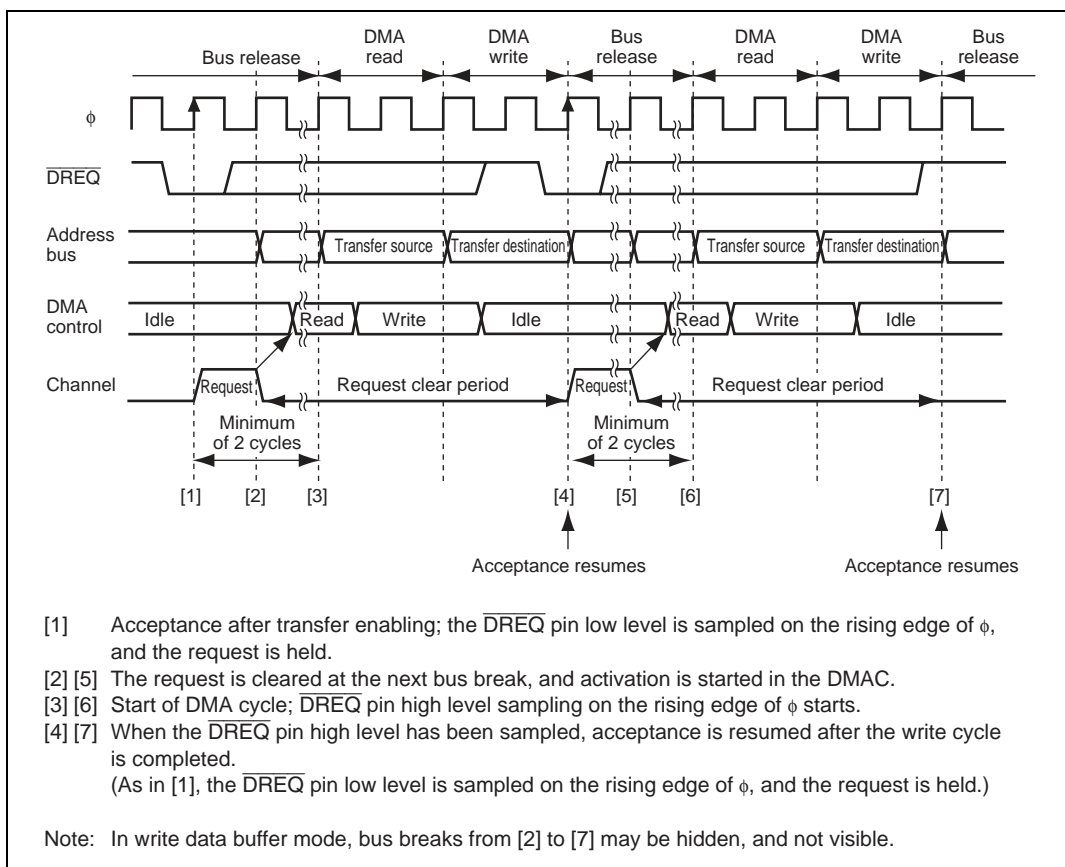 Bus release
DMA read
DMA write
Bus release
DMA read
DMA write
Bus release
ϕ
DREQ
Address bus
Transfer source
Transfer destination
Transfer source
Transfer destination
DMA control
Idle
Read
Write
Idle
Read
Write
Idle
Channel
Request
Request clear period
Request
Request clear period
Minimum of 2 cycles
Minimum of 2 cycles
[1]
[2]
[3]
[4]
[5]
[6]
[7]
Acceptance resumes
Acceptance resumes
[1] Acceptance after transfer enabling; the DREQ pin low level is sampled on the rising edge of ϕ,
and the request is held.
[2] [5] The request is cleared at the next bus break, and activation is started in the DMAC.
[3] [6] Start of DMA cycle; DREQ pin high level sampling on the rising edge of ϕ starts.
[4] [7] When the DREQ pin high level has been sampled, acceptance is resumed after the write cycle
is completed.
(As in [1], the DREQ pin low level is sampled on the rising edge of ϕ, and the request is held.)
Note: In write data buffer mode, bus breaks from [2] to [7] may be hidden, and not visible.